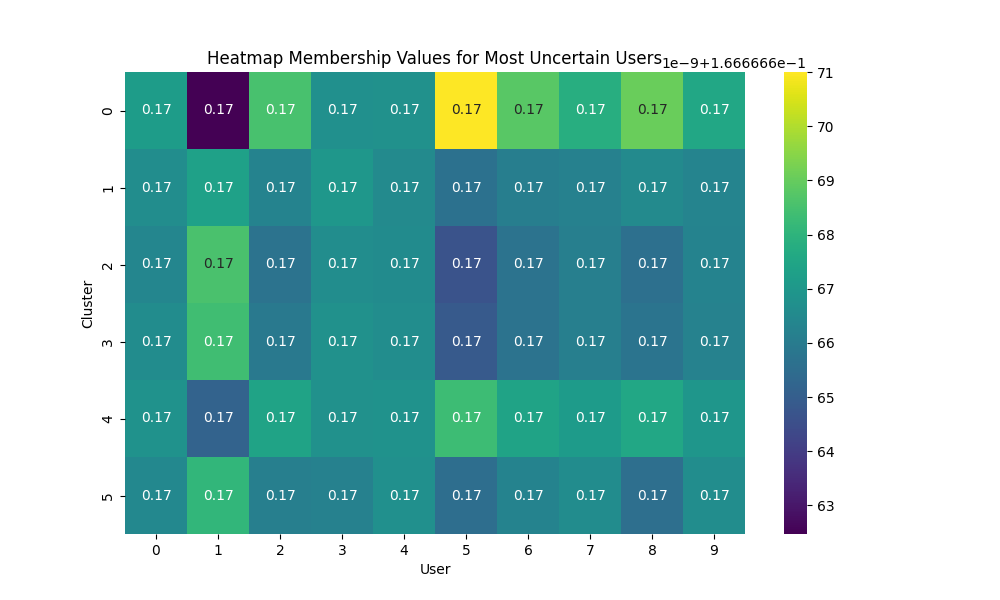 Heatmap Membership Values for Most Uncertain Users
1e−9+1.666666e−1
0 0.17 0.17 0.17 0.17 0.17 0.17 0.17 0.17 0.17 0.17
1 0.17 0.17 0.17 0.17 0.17 0.17 0.17 0.17 0.17 0.17
2 0.17 0.17 0.17 0.17 0.17 0.17 0.17 0.17 0.17 0.17
3 0.17 0.17 0.17 0.17 0.17 0.17 0.17 0.17 0.17 0.17
4 0.17 0.17 0.17 0.17 0.17 0.17 0.17 0.17 0.17 0.17
5 0.17 0.17 0.17 0.17 0.17 0.17 0.17 0.17 0.17 0.17
Cluster
0 1 2 3 4 5 6 7 8 9
User
71
70
69
68
67
66
65
64
63